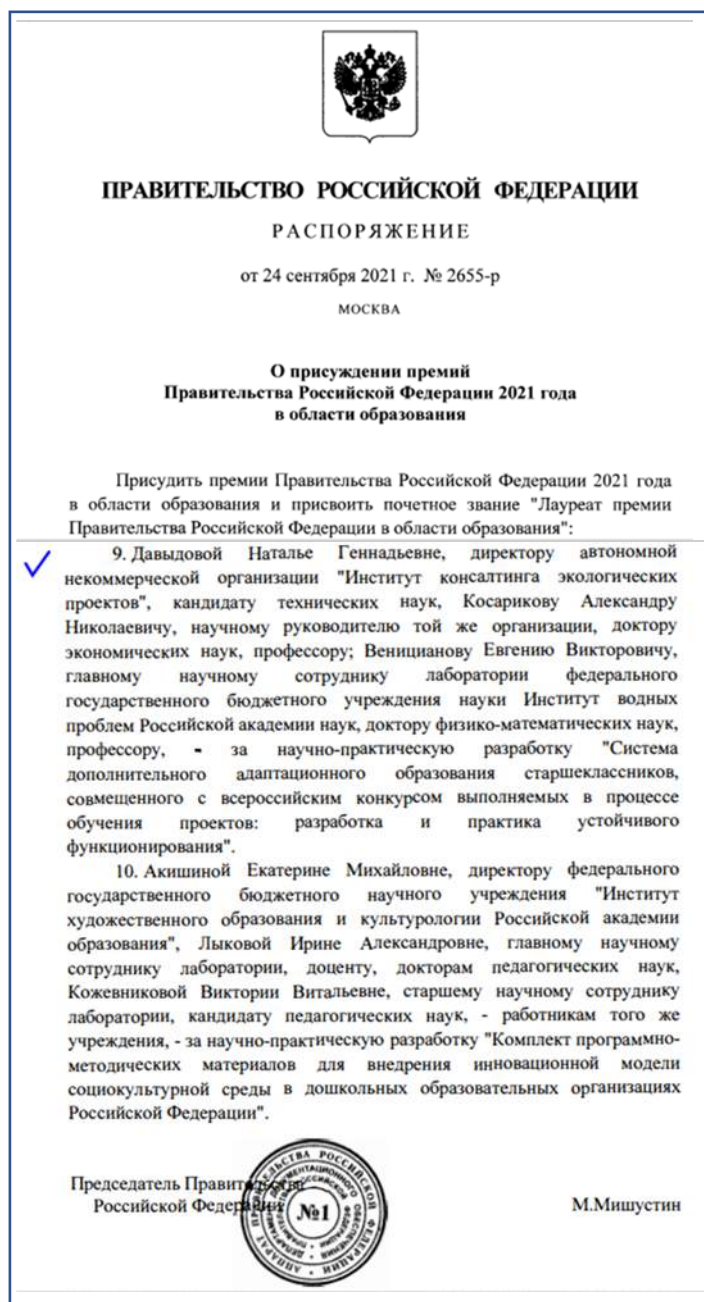 ПРАВИТЕЛЬСТВО РОССИЙСКОЙ ФЕДЕРАЦИИ
РАСПОРЯЖЕНИЕ
от 24 сентября 2021 г. № 2655-р
МОСКВА
О присуждении премий
Правительства Российской Федерации 2021 года
в области образования
Присудить премии Правительства Российской Федерации 2021 года
в области образования и присвоить почетное звание "Лауреат премии
Правительства Российской Федерации в области образования":
9. Давыдовой Наталье Геннадьевне, директору автономной
некоммерческой организации "Институт консалтинга экологических
проектов", кандидату технических наук, Косарикову Александру
Николаевичу, научному руководителю той же организации, доктору
экономических наук, профессору; Веницианову Евгению Викторовичу,
главному научному сотруднику лаборатории федерального
государственного бюджетного учреждения науки Институт водных
проблем Российской академии наук, доктору физико-математических наук,
профессору, - за научно-практическую разработку "Система
дополнительного адаптационного образования старшеклассников,
совмещенного с всероссийским конкурсом выполняемых в процессе
обучения проектов: разработка и практика устойчивого
функционирования".
10. Акишиной Екатерине Михайловне, директору федерального
государственного бюджетного научного учреждения "Институт
художественного образования и культурологии Российской академии
образования", Лыковой Ирине Александровне, главному научному
сотруднику лаборатории, доценту, докторам педагогических наук,
Кожевниковой Виктории Витальевне, старшему научному сотруднику
лаборатории, кандидату педагогических наук, - работникам того же
учреждения, - за научно-практическую разработку "Комплект программно-
методических материалов для внедрения инновационной модели
социокультурной среды в дошкольных образовательных организациях
Российской Федерации".
Председатель Правительства
Российской Федерации
М.Мишустин
АППАРАТ ПРАВИТЕЛЬСТВА РОССИЙСКОЙ ФЕДЕРАЦИИ
№1